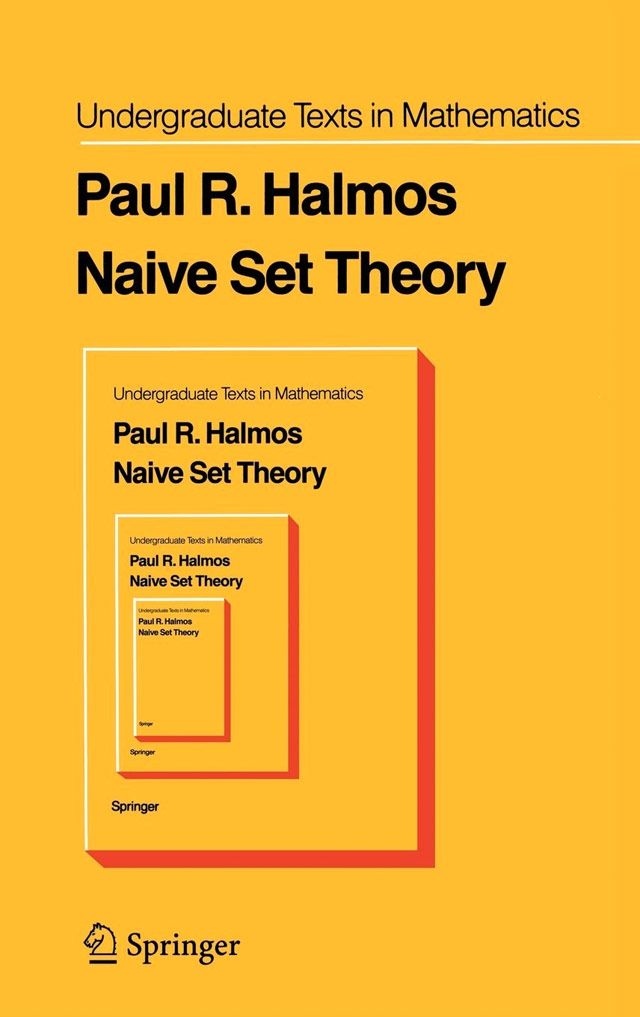 Undergraduate Texts in Mathematics
Paul R. Halmos
Naive Set Theory
Undergraduate Texts in Mathematics
Paul R. Halmos
Naive Set Theory
Undergraduate Texts in Mathematics
Paul R. Halmos
Naive Set Theory
Undergraduate Texts in Mathematics
Paul R. Halmos
Naive Set Theory
Springer
Springer
Springer
Springer